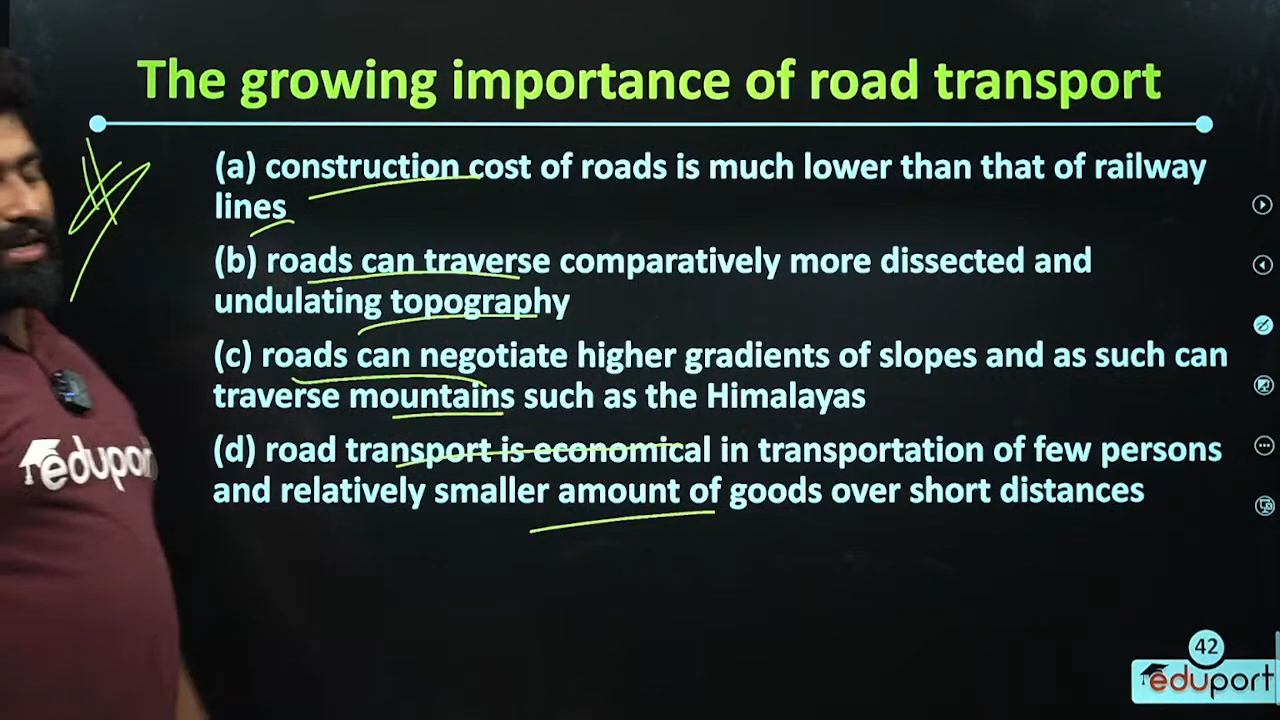 The growing importance of road transport
(a) construction cost of roads is much lower than that of railway
lines
(b) roads can traverse comparatively more dissected and
undulating topography
(c) roads can negotiate higher gradients of slopes and as such can
traverse mountains such as the Himalayas
(d) road transport is economical in transportation of few persons
and relatively smaller amount of goods over short distances
eduport
42
eduport